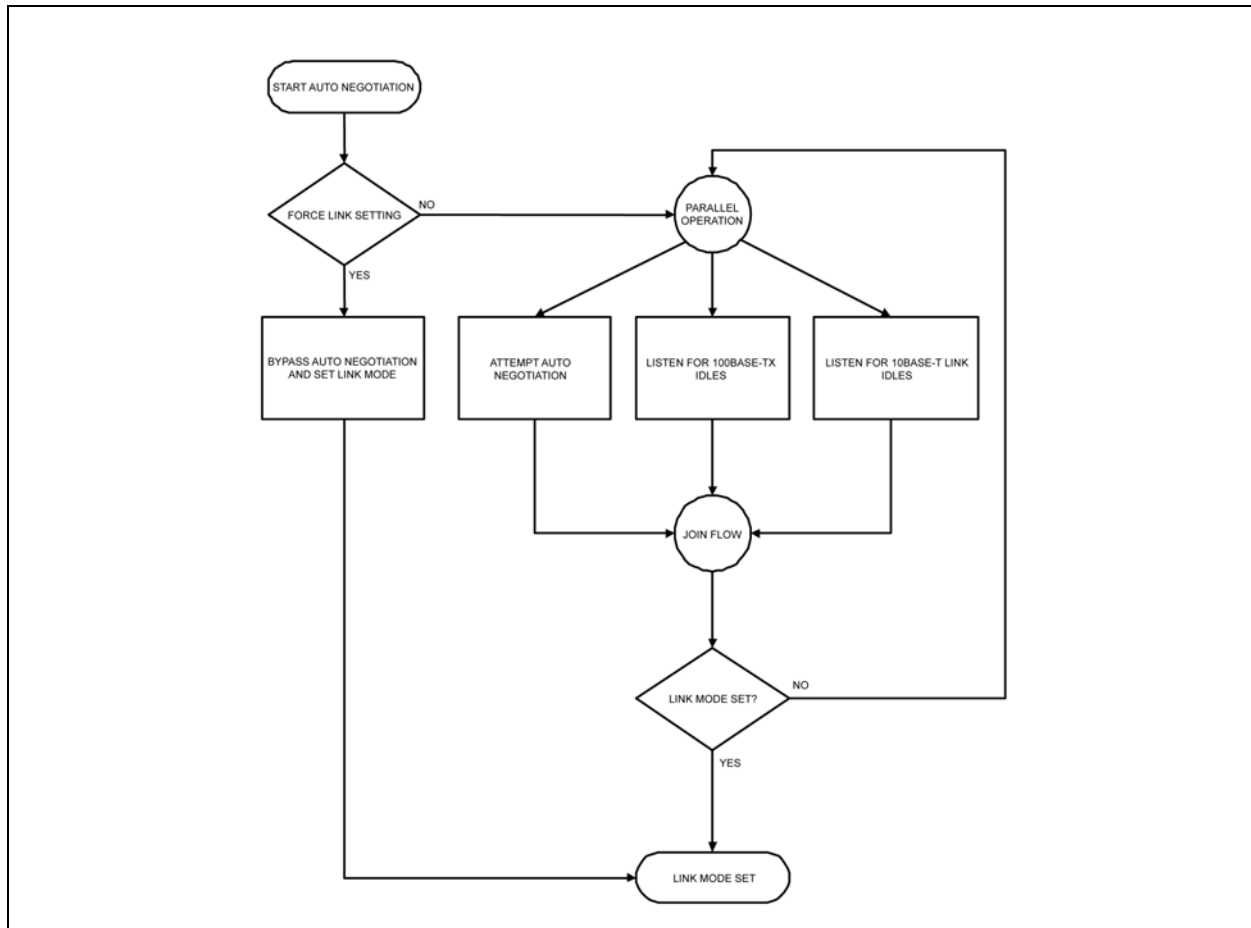 START AUTO NEGOTIATION
FORCE LINK SETTING
NO
PARALLEL
OPERATION
YES
BYPASS AUTO NEGOTIATION
AND SET LINK MODE
ATTEMPT AUTO
NEGOTIATION
LISTEN FOR 100BASE-TX
IDLES
LISTEN FOR 10BASE-T LINK
IDLES
JOIN FLOW
LINK MODE SET?
NO
YES
LINK MODE SET